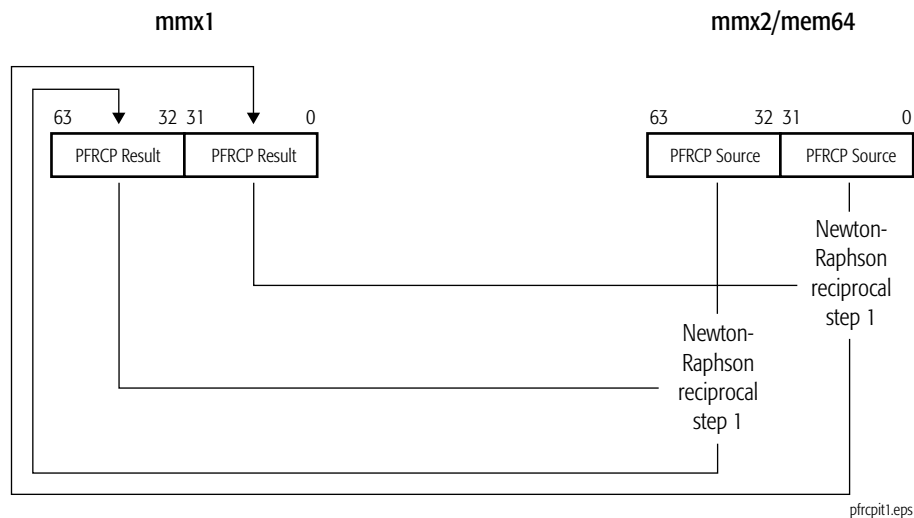 mmx1
mmx2/mem64
63 32 31 0
63 32 31 0
PFRCP Result PFRCP Result
PFRCP Source PFRCP Source
Newton-
Raphson
reciprocal
step 1
Newton-
Raphson
reciprocal
step 1
pfrcpit1.eps